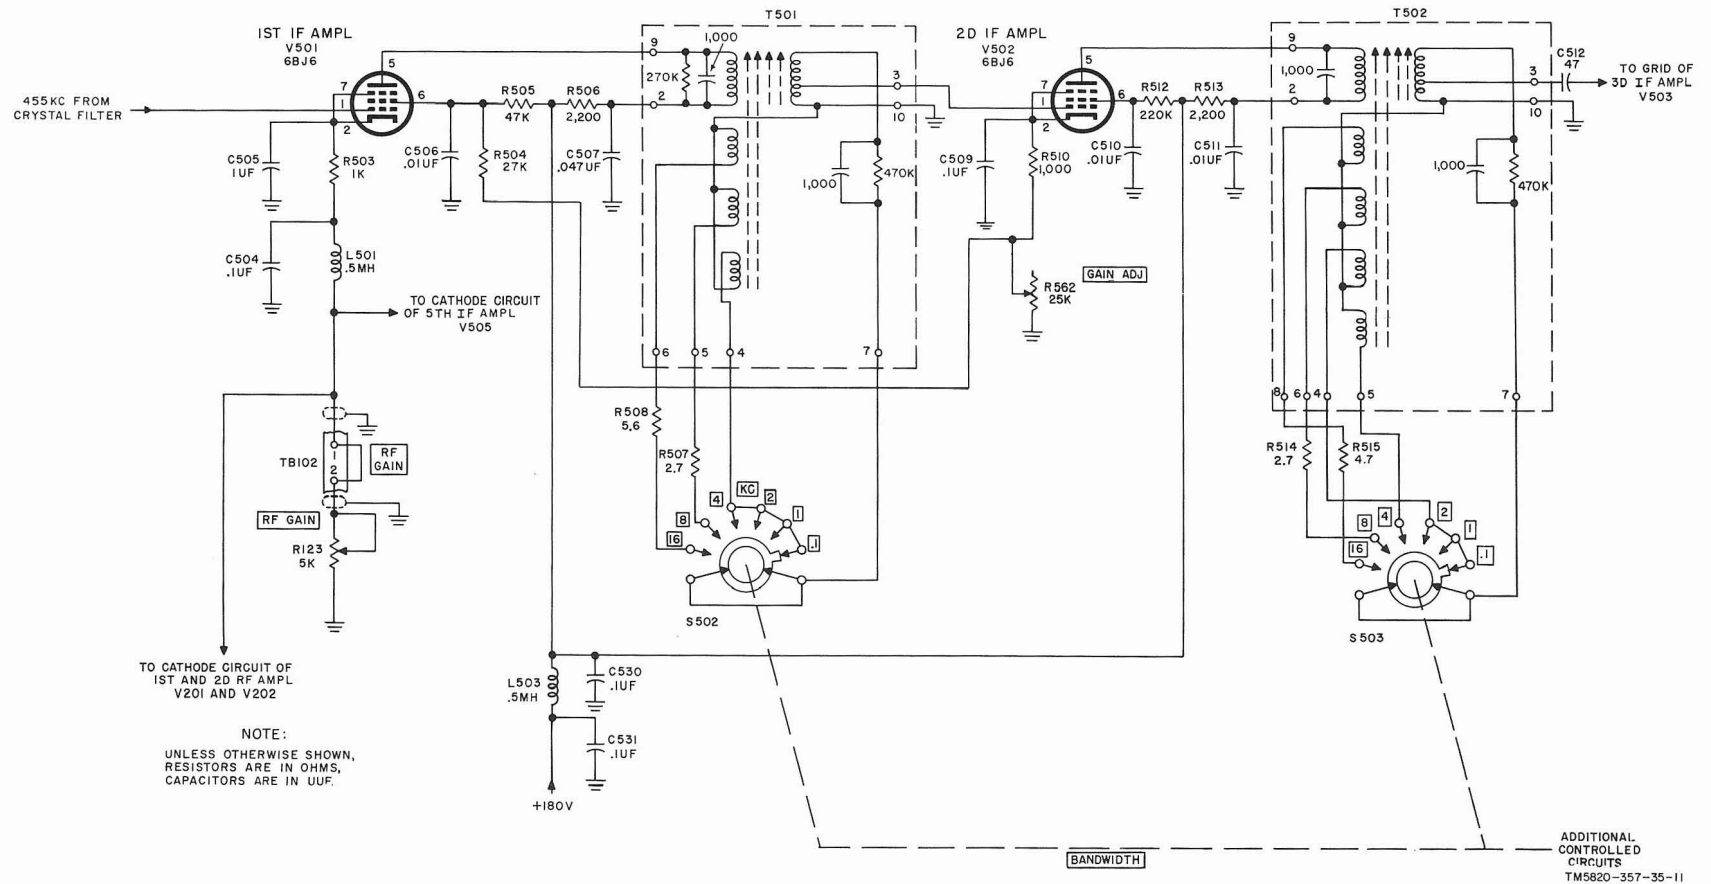 T501
T502
1ST IF AMPL
V501
6BJ6
2D IF AMPL
V502
6BJ6
455KC FROM
CRYSTAL FILTER
5
7
1
2
6
R505
47K
R506
2,200
C505
1UF
R503
1K
C506
.01UF
R504
27K
C507
.047UF
C504
.1UF
L501
.5MH
TO CATHODE CIRCUIT
OF 5TH IF AMPL
V505
9
1,000
270K
2
3
10
1,000
470K
6
5
4
7
5
7
1
2
6
R512
220K
R513
2,200
C509
.1UF
R510
1,000
C510
.01UF
C511
.01UF
GAIN ADJ
R562
25K
9
1,000
2
3
10
C512
47
TO GRID OF
3D IF AMPL
V503
1,000
470K
8
6
4
5
7
TB102
1
2
RF
GAIN
RF GAIN
R123
5K
TO CATHODE CIRCUIT OF
1ST AND 2D RF AMPL
V201 AND V202
R508
5.6
R507
2.7
4
KC
2
8
1
16
.1
S502
R514
2.7
R515
4.7
8
4
2
1
16
.1
S503
L503
.5MH
C530
.1UF
C531
.1UF
+180V
NOTE:
UNLESS OTHERWISE SHOWN,
RESISTORS ARE IN OHMS,
CAPACITORS ARE IN UUF.
BANDWIDTH
ADDITIONAL
CONTROLLED
CIRCUITS
TM5820-357-35-11